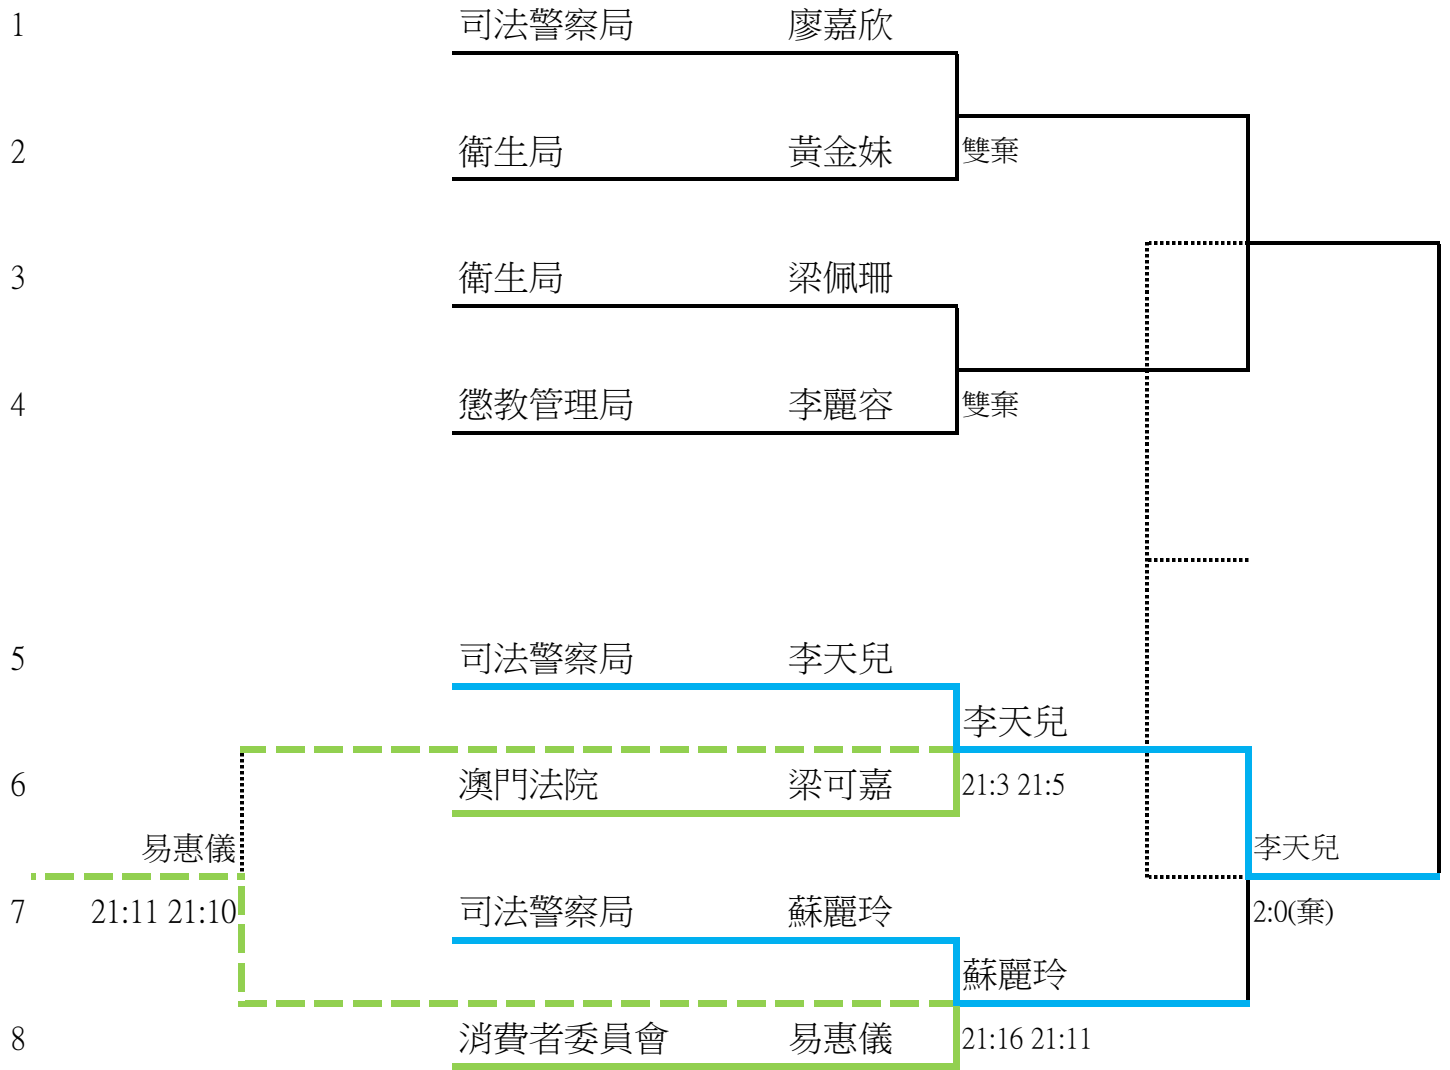 1 司法警察局 廖嘉欣
2 衛生局 黃金妹 雙棄
3 衛生局 梁佩珊
4 懲教管理局 李麗容 雙棄
5 司法警察局 李天兒
李天兒
6 澳門法院 梁可嘉 21:3 21:5
易惠儀 李天兒
7 21:11 21:10 司法警察局 蘇麗玲 2:0(棄)
蘇麗玲
8 消費者委員會 易惠儀 21:16 21:11